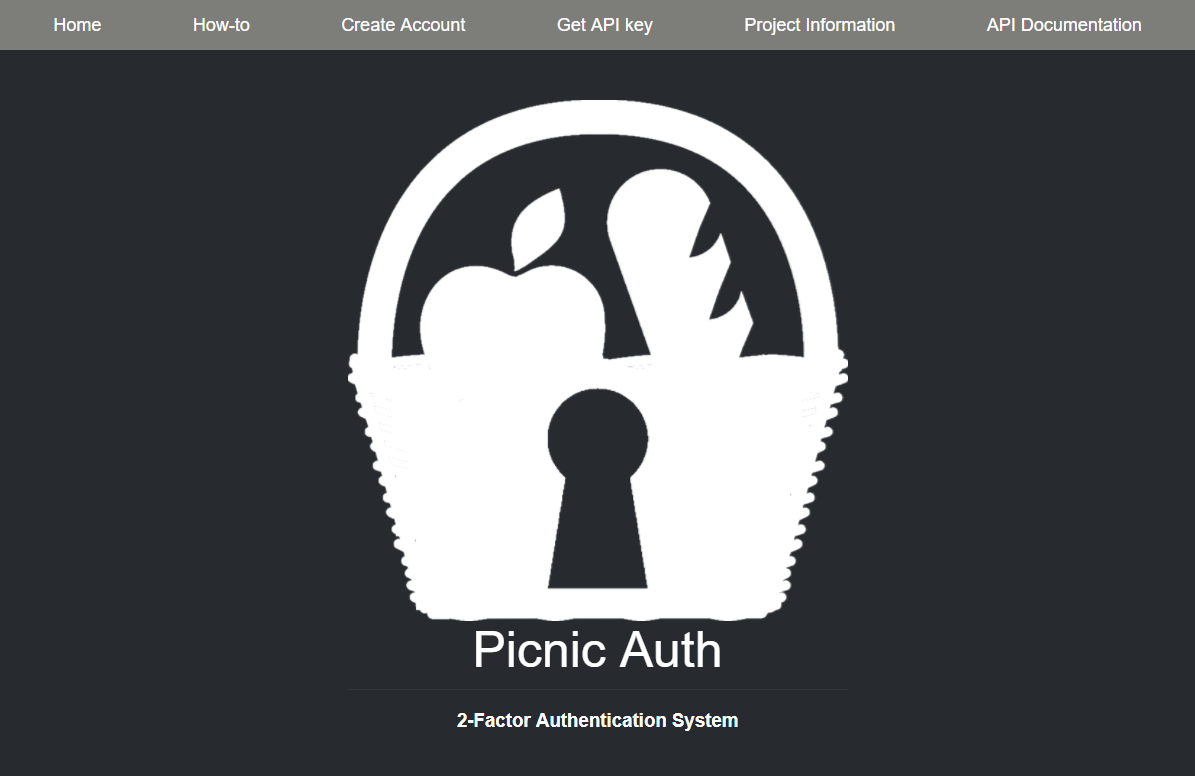 Home How-to Create Account Get API key Project Information API Documentation
Picnic Auth
2-Factor Authentication System